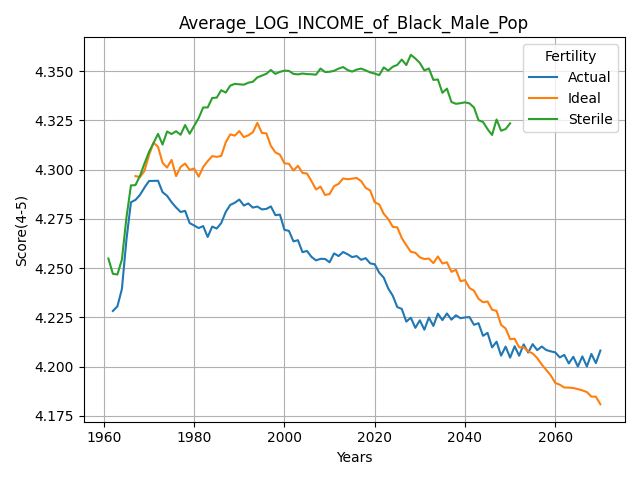 Average_LOG_INCOME_of_Black_Male_Pop
Fertility
Actual
Ideal
Sterile
Score(4-5)
4.350
4.325
4.300
4.275
4.250
4.225
4.200
4.175
1960 1980 2000 2020 2040 2060
Years